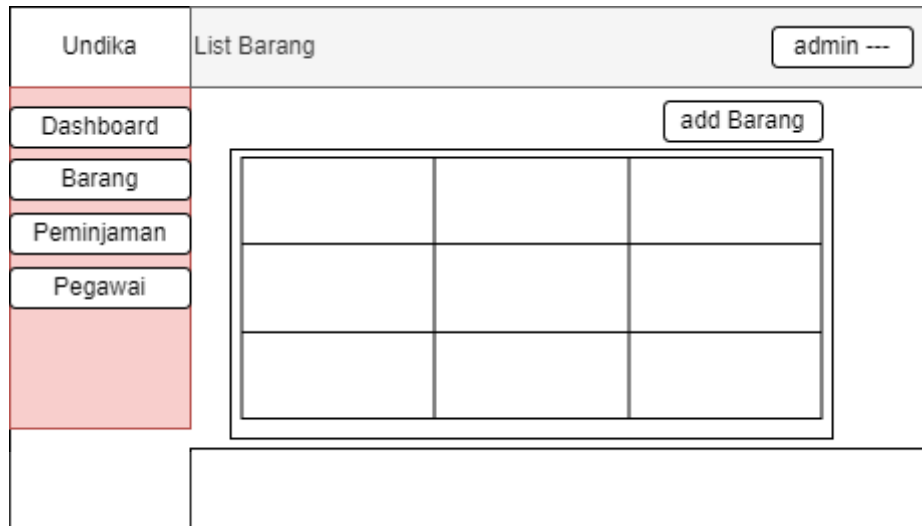 Undika
List Barang
admin ---
Dashboard
add Barang
Barang
Peminjaman
Pegawai